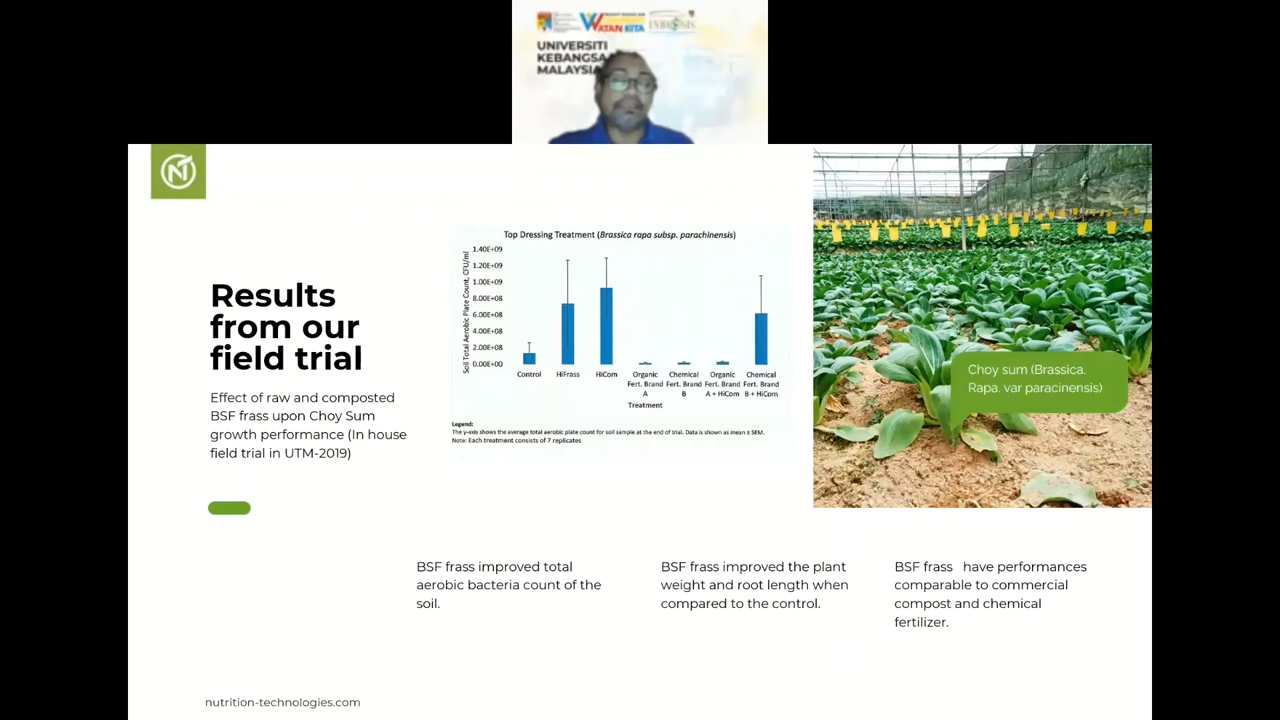 WATAN KITA
UNIVERSITI
KEBANGSA
MALAYSIA
NT
Top Dressing Treatment (Brassica rapa subsp. parachinensis)
Soil Total Aerobic Plate Count, CFU/ml
1.40E+09
1.20E+09
1.00E+09
8.00E+08
6.00E+08
4.00E+08
2.00E+08
0.00E+00
Control
HiFrass
HiCom
Organic Fert. Brand A
Chemical Fert. Brand B
Organic Fert. Brand A + HiCom
Chemical Fert. Brand B + HiCom
Treatment
Legend:
The y-axis shows the average total aerobic plate count for soil sample at the end of trial. Data is shown as mean ± SEM.
Note: Each treatment consists of 7 replicates
Results
from our
field trial
Effect of raw and composted
BSF frass upon Choy Sum
growth performance (In house
field trial in UTM-2019)
Choy sum (Brassica.
Rapa. var paracinensis)
BSF frass improved total
aerobic bacteria count of the
soil.
BSF frass improved the plant
weight and root length when
compared to the control.
BSF frass have performances
comparable to commercial
compost and chemical
fertilizer.
nutrition-technologies.com